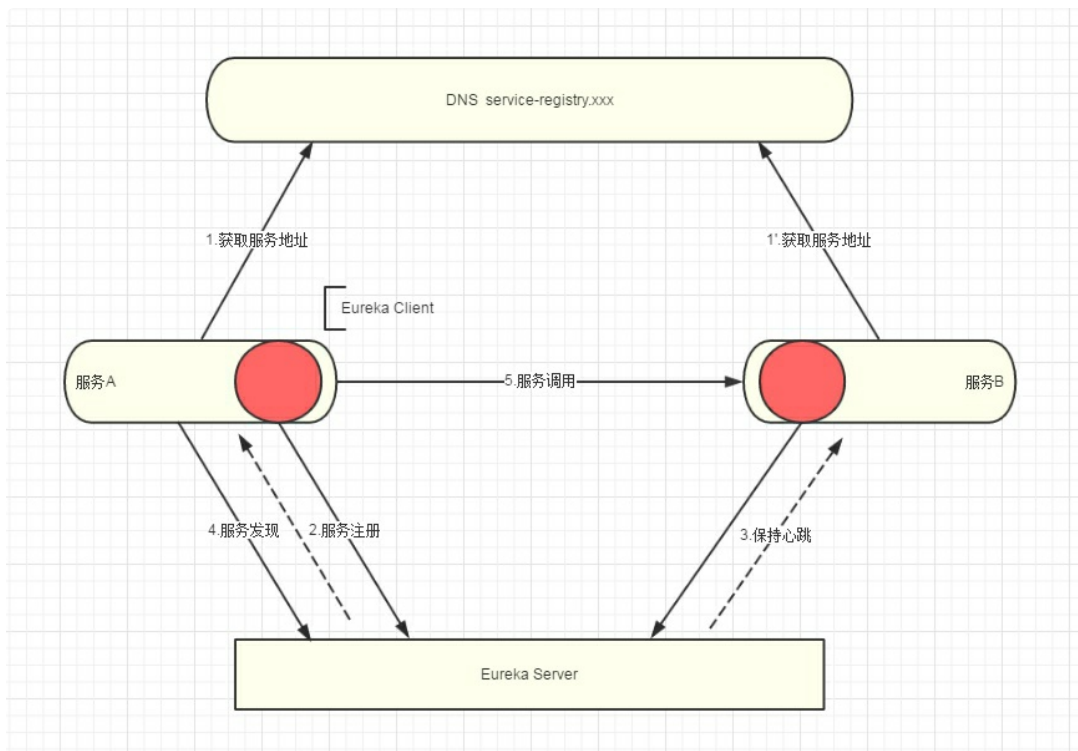 DNS service-registry.xxx
1.获取服务地址
1'.获取服务地址
Eureka Client
服务A
5.服务调用
服务B
4.服务发现
2.服务注册
3.保持心跳
Eureka Server